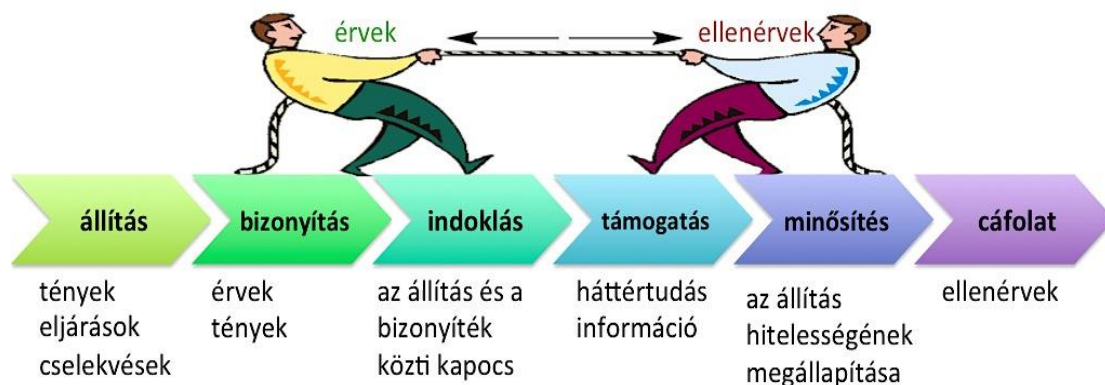 érvek
ellenérvek
állítás
bizonyítás
indoklás
támogatás
minősítés
cáfolat
tények
eljárások
cselekvések
érvek
tények
az állítás és a
bizonyíték
közti kapocs
háttértudás
információ
az állítás
hitelességének
megállapítása
ellenérvek